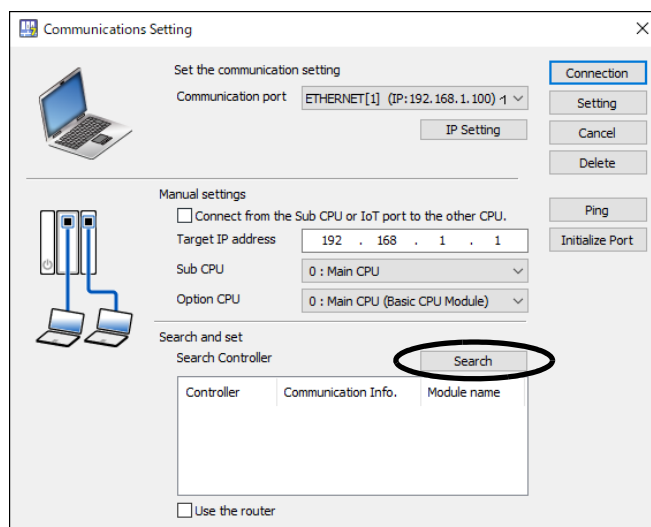 Communications Setting
Set the communication setting
Communication port ETHERNET[1] (IP:192.168.1.100)
IP Setting
Connection
Setting
Cancel
Delete
Ping
Initialize Port
Manual settings
Connect from the Sub CPU or IoT port to the other CPU.
Target IP address 192 . 168 . 1 . 1
Sub CPU 0 : Main CPU
Option CPU 0 : Main CPU (Basic CPU Module)
Search and set
Search Controller Search
Controller Communication Info. Module name
Use the router